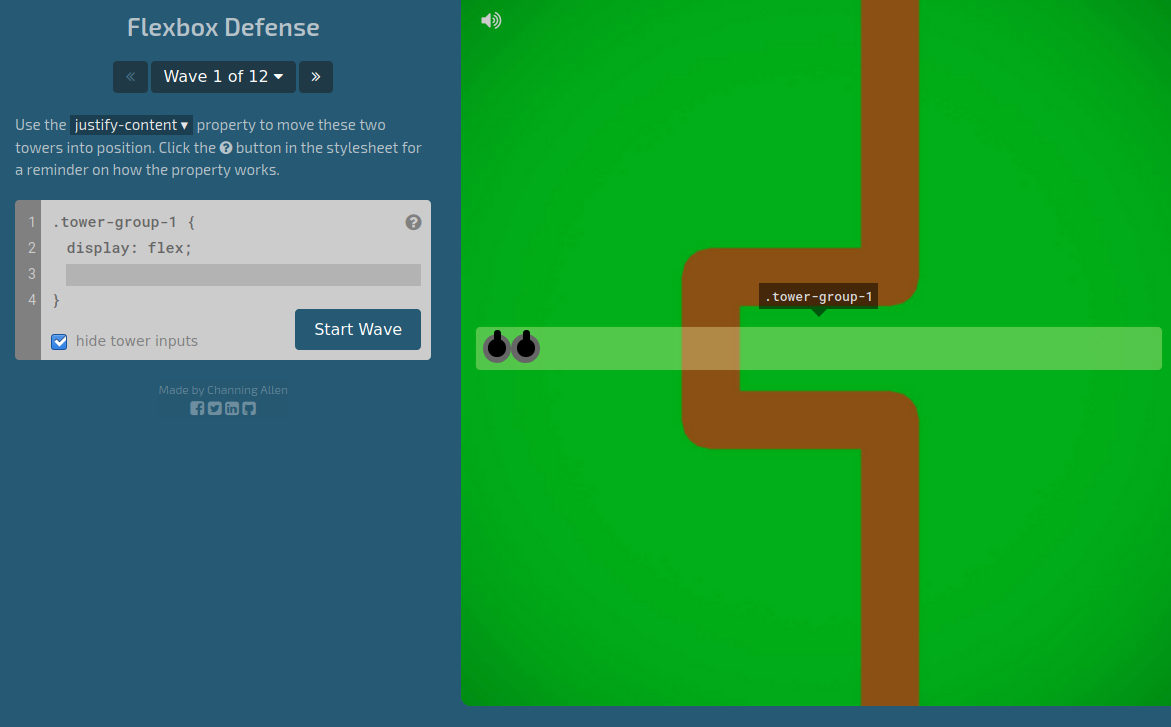 Flexbox Defense
«
Wave 1 of 12
»
Use the justify-content ▾ property to move these two
towers into position. Click the ? button in the stylesheet for
a reminder on how the property works.
1 .tower-group-1 {
?
2 display: flex;
3
4 }
hide tower inputs
Start Wave
Made by Channing Allen
.tower-group-1